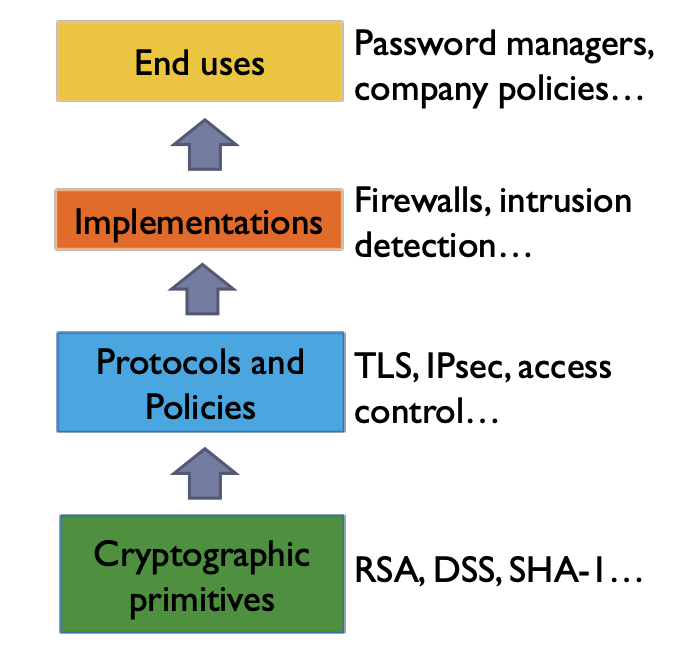 End uses
Password managers,
company policies…
Implementations
Firewalls, intrusion
detection…
Protocols and
Policies
TLS, IPsec, access
control…
Cryptographic
primitives
RSA, DSS, SHA-1…